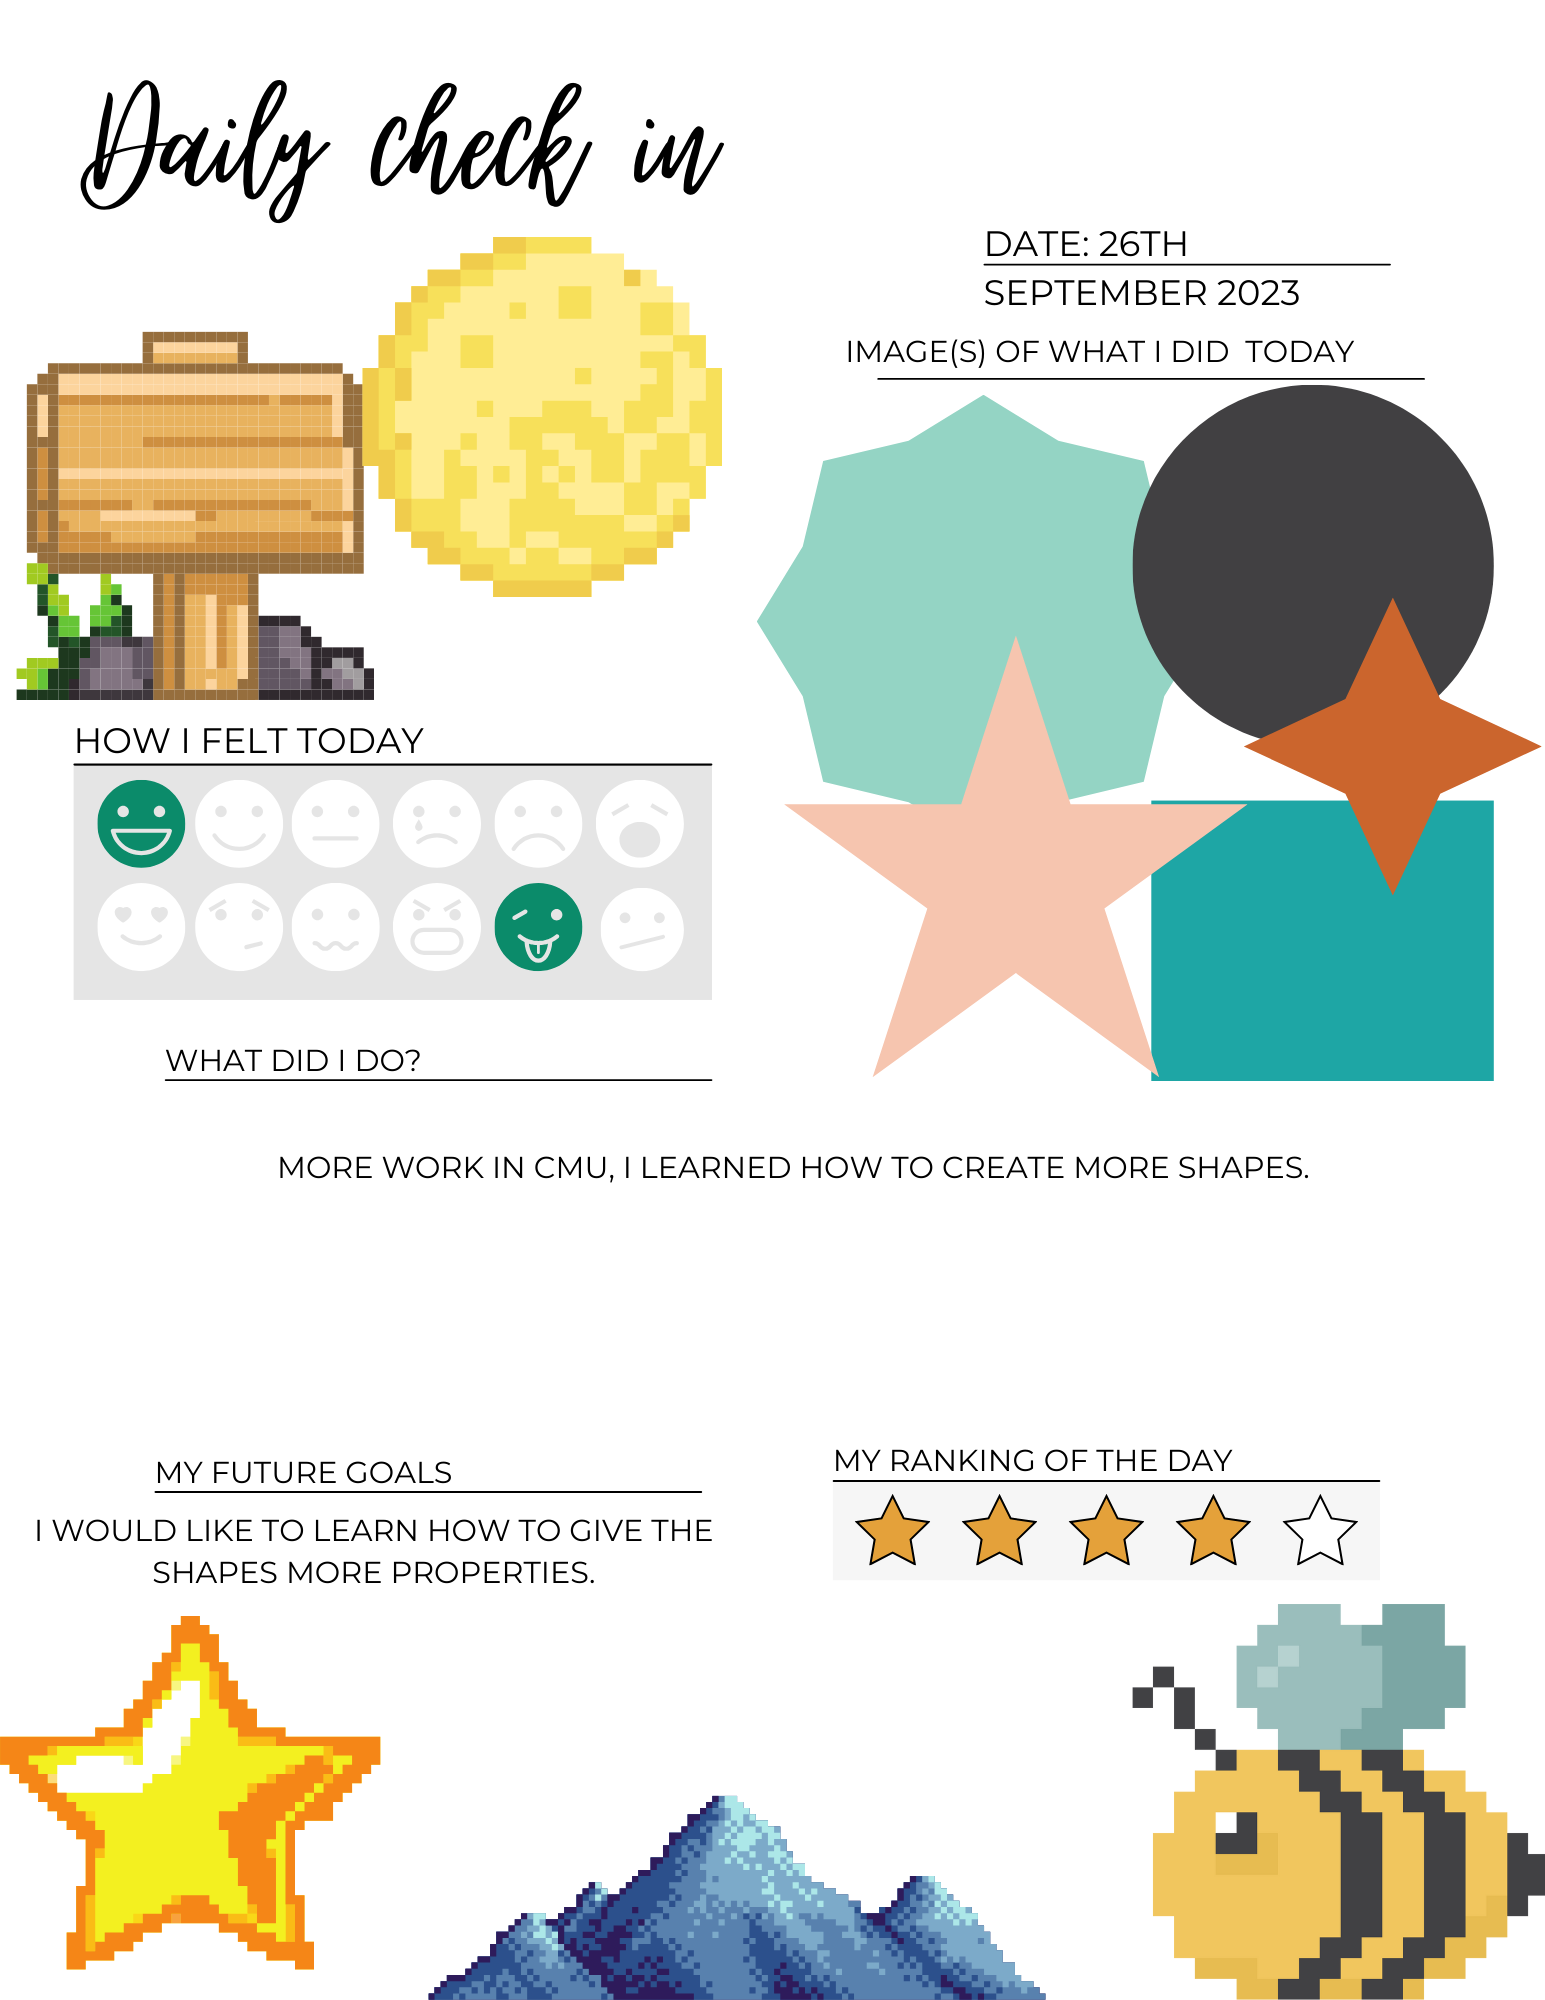 Daily check in
DATE: 26TH
SEPTEMBER 2023
IMAGE(S) OF WHAT I DID TODAY
HOW I FELT TODAY
WHAT DID I DO?
MORE WORK IN CMU, I LEARNED HOW TO CREATE MORE SHAPES.
MY FUTURE GOALS
I WOULD LIKE TO LEARN HOW TO GIVE THE
SHAPES MORE PROPERTIES.
MY RANKING OF THE DAY